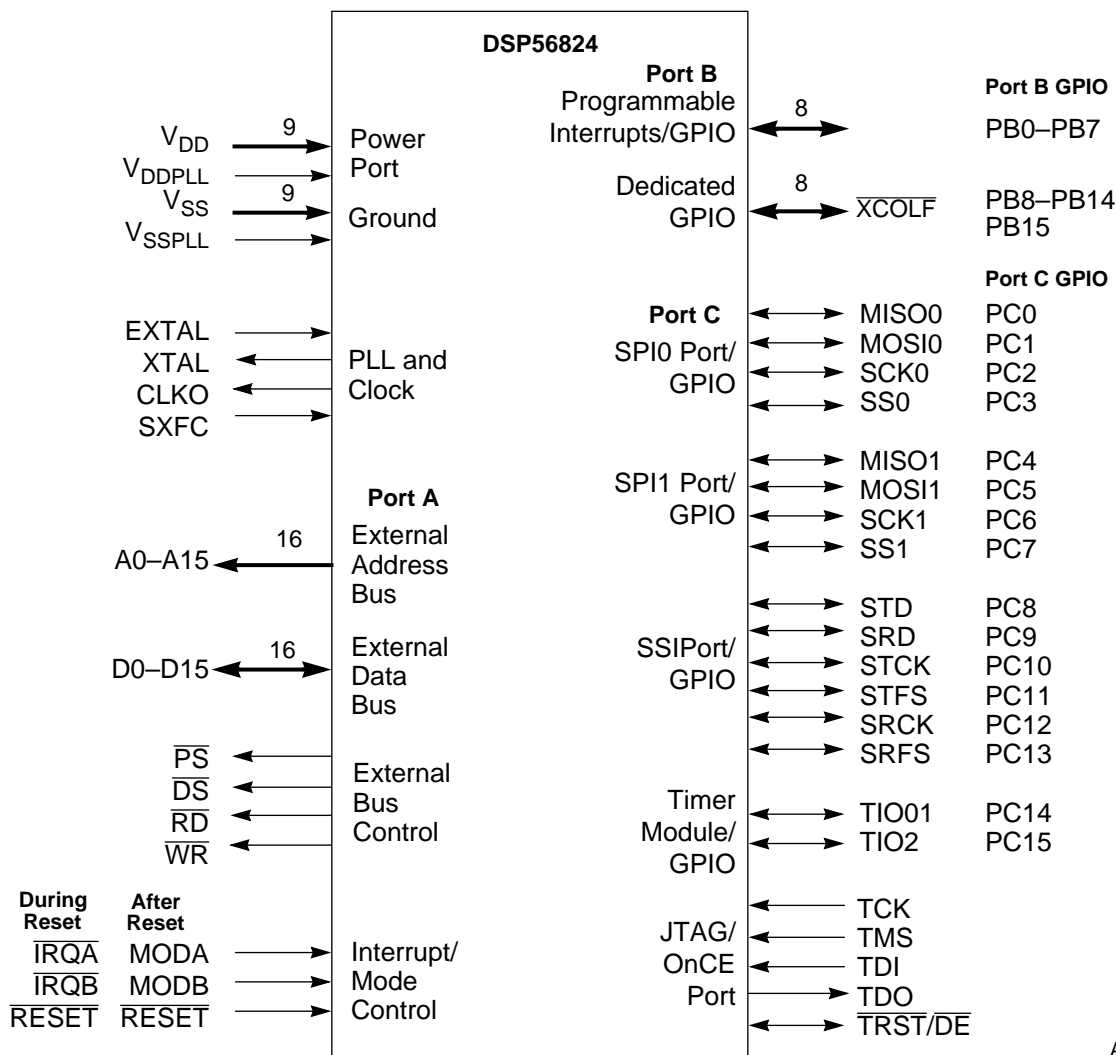 DSP56824
Port B
Programmable
Interrupts/GPIO
8
Port B GPIO
PB0–PB7
Dedicated
GPIO
8
XCOLF
PB8–PB14
PB15
VDD
9
VDDPLL
Power
Port
VSS
9
VSSPLL
Ground
EXTAL
XTAL
CLKO
SXFC
PLL and
Clock
Port A
A0–A15
16
External
Address
Bus
D0–D15
16
External
Data
Bus
PS
DS
RD
WR
External
Bus
Control
During
Reset
After
Reset
IRQA MODA
IRQB MODB
RESET RESET
Interrupt/
Mode
Control
Port C GPIO
Port C
SPI0 Port/
GPIO
MISO0 PC0
MOSI0 PC1
SCK0 PC2
SS0 PC3
SPI1 Port/
GPIO
MISO1 PC4
MOSI1 PC5
SCK1 PC6
SS1 PC7
SSIPort/
GPIO
STD PC8
SRD PC9
STCK PC10
STFS PC11
SRCK PC12
SRFS PC13
Timer
Module/
GPIO
TIO01 PC14
TIO2 PC15
JTAG/
OnCE
Port
TCK
TMS
TDI
TDO
TRST/DE